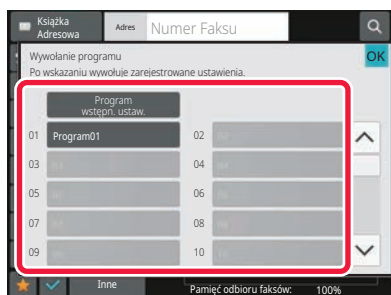 Książka
Adresowa
Adres
Numer Faksu
Wywołanie programu
OK
Po wskazaniu wywołuje zarejestrowane ustawienia.
Program
wstępn. ustaw.
01 Program01 02
03 04
05 06
07 08
09 10
Inne
Pamięć odbioru faksów: 100%